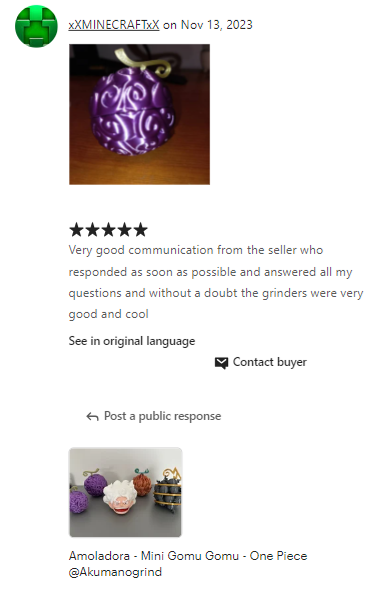 xXMINECRAFTxX on Nov 13, 2023
Very good communication from the seller who
responded as soon as possible and answered all my
questions and without a doubt the grinders were very
good and cool
See in original language
Contact buyer
Post a public response
Amoladora - Mini Gomu Gomu - One Piece
@Akumanogrind